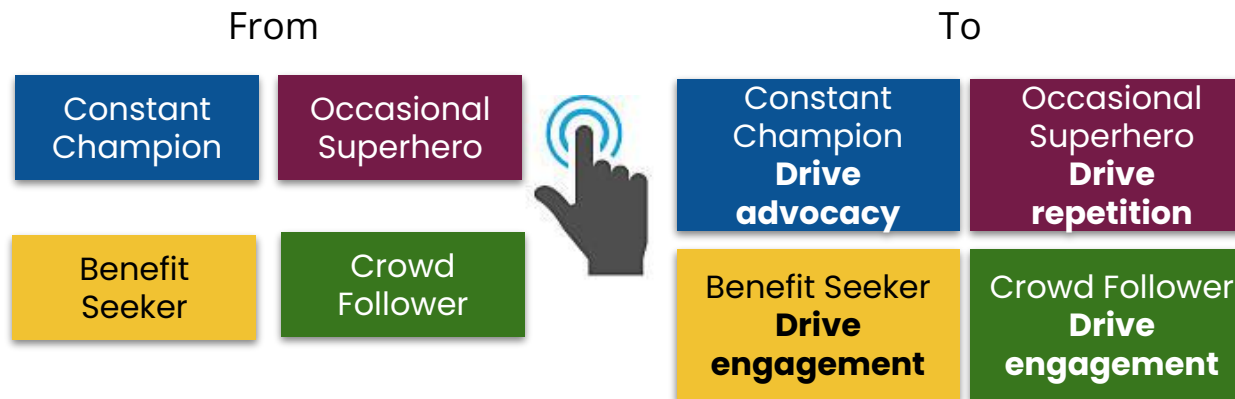 From
Constant
Champion
Occasional
Superhero
Benefit
Seeker
Crowd
Follower
To
Constant
Champion
Drive
advocacy
Occasional
Superhero
Drive
repetition
Benefit Seeker
Drive
engagement
Crowd Follower
Drive
engagement